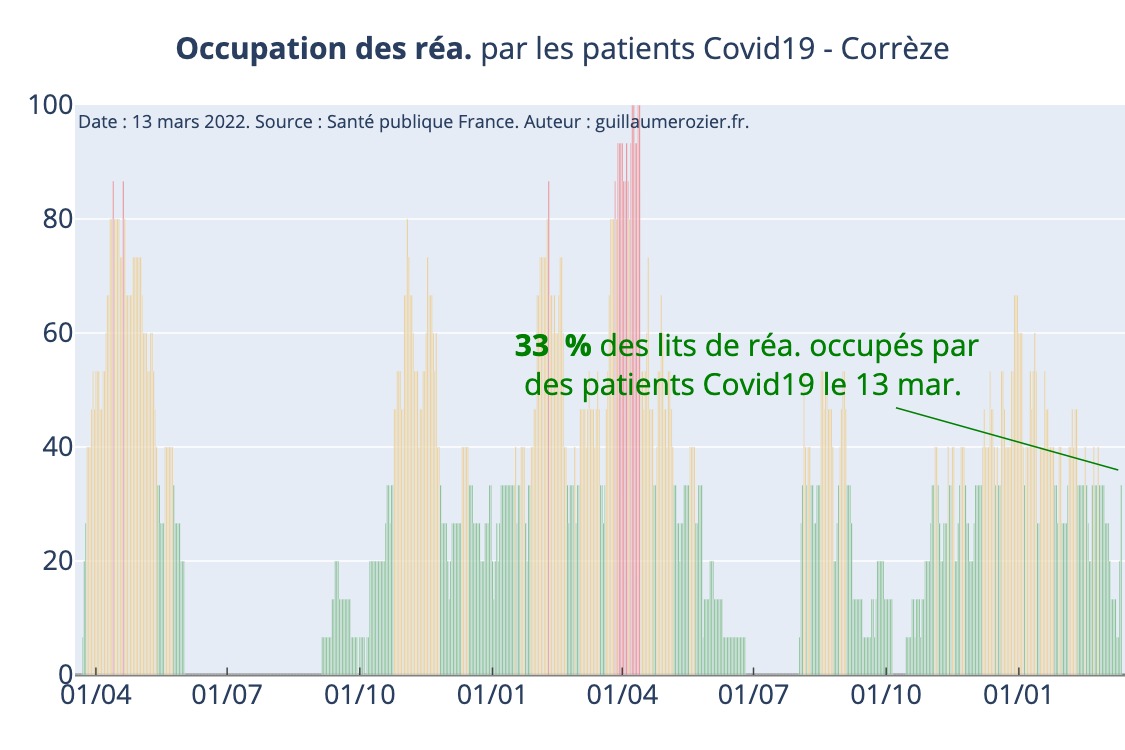 Occupation des réa. par les patients Covid19 - Corrèze
100
Date : 13 mars 2022. Source : Santé publique France. Auteur : guillaumerozier.fr.
80
60
33 % des lits de réa. occupés par
des patients Covid19 le 13 mar.
40
20
0
01/04 01/07 01/10 01/01 01/04 01/07 01/10 01/01